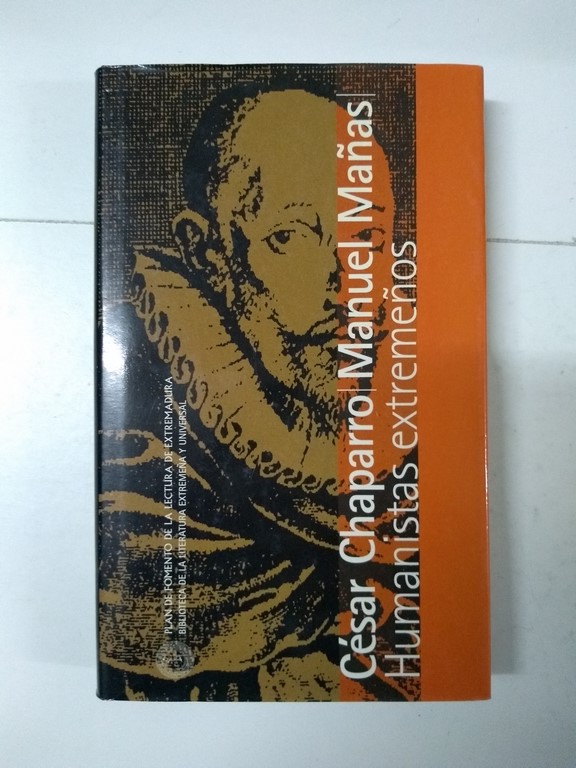 PLAN DE FOMENTO DE LA LECTURA DE EXTREMADURA
BIBLIOTECA DE LA LITERATURA EXTREMEÑA Y UNIVERSAL
César Chaparro|Manuel Mañas|
Humanistas extremeños